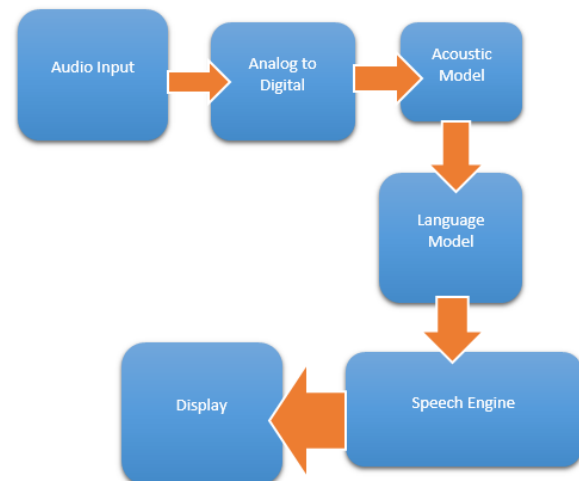 Audio Input
Analog to
Digital
Acoustic
Model
Language
Model
Speech Engine
Display